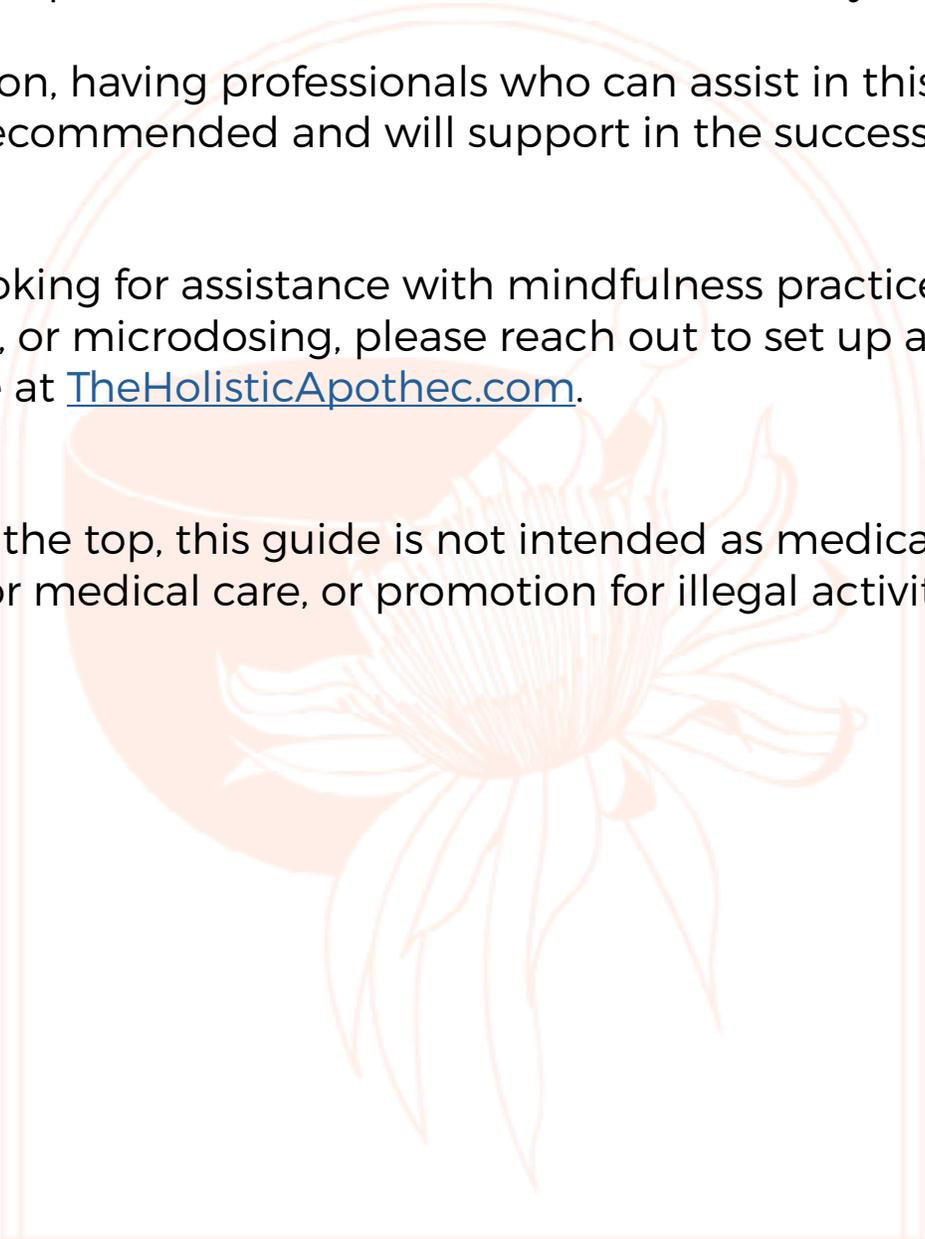 on, having professionals who can assist in this
ecommended and will support in the success
oking for assistance with mindfulness practice
, or microdosing, please reach out to set up a
e at TheHolisticApothec.com.
the top, this guide is not intended as medica
or medical care, or promotion for illegal activit